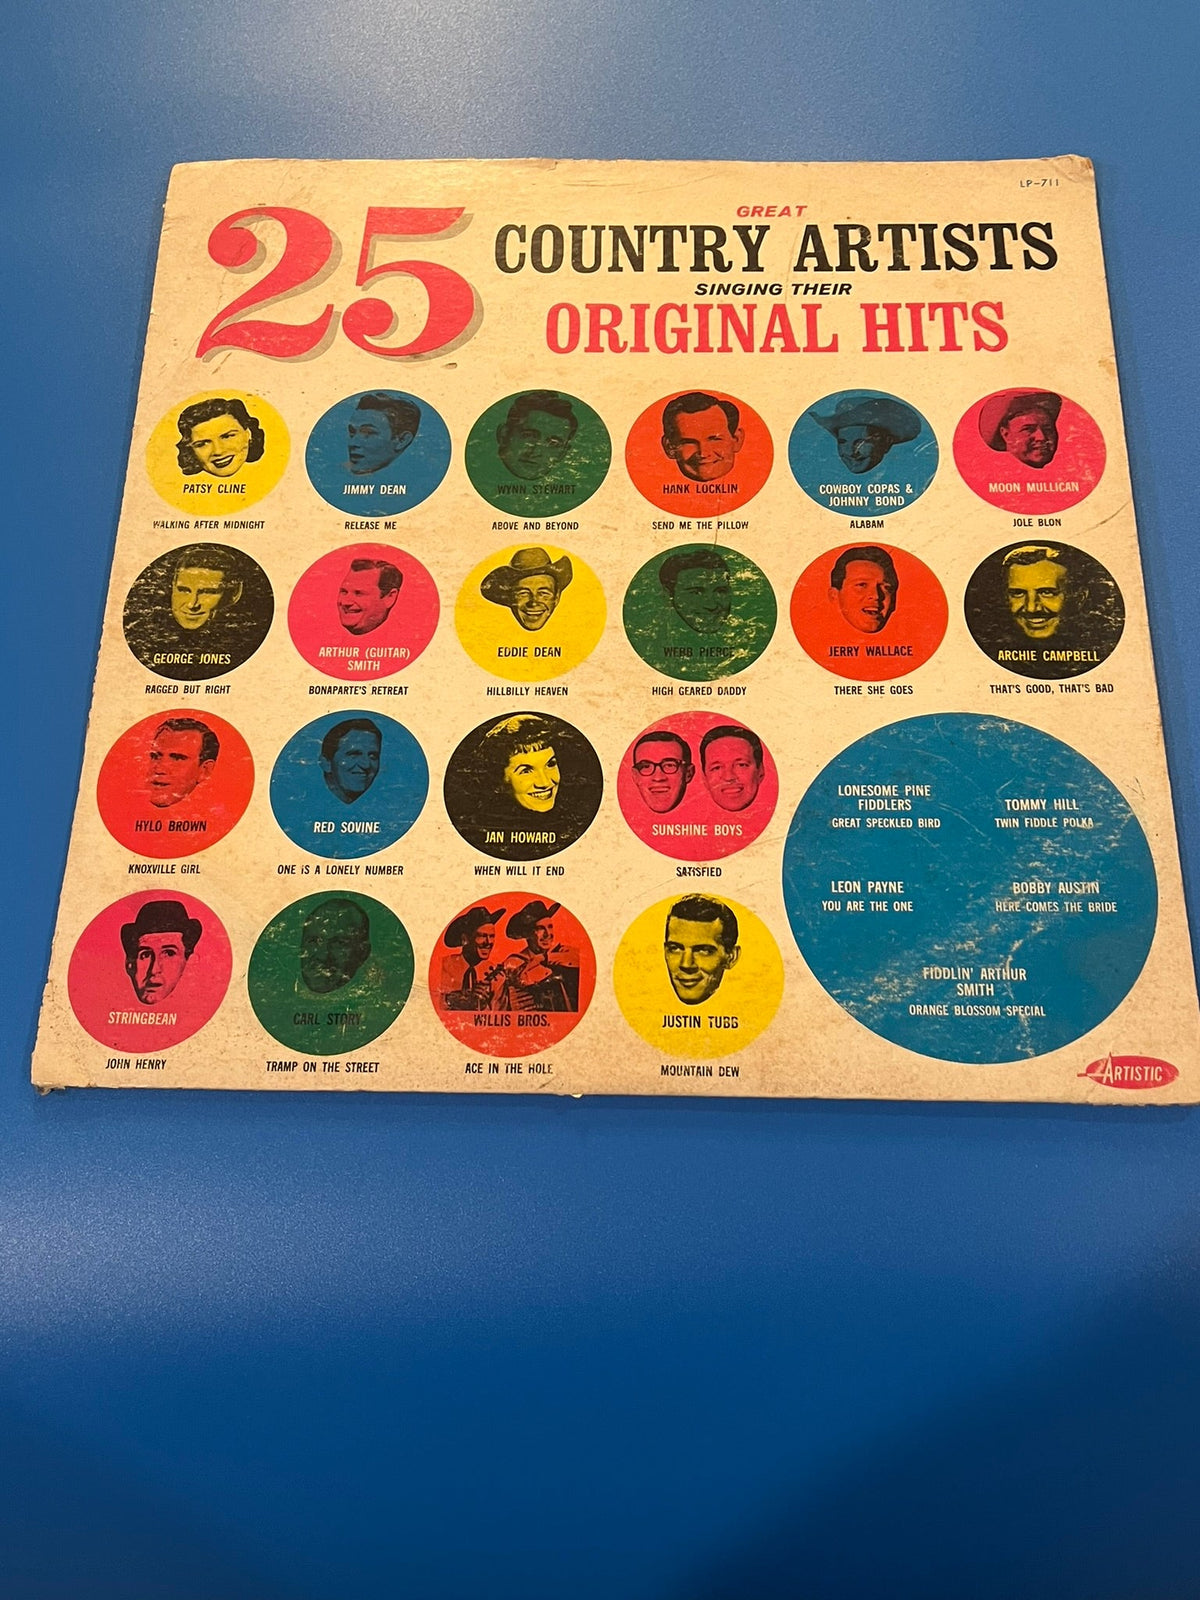 LP-711
25
GREAT
COUNTRY ARTISTS
SINGING THEIR
ORIGINAL HITS
PATSY CLINE
WALKING AFTER MIDNIGHT
JIMMY DEAN
RELEASE ME
WYNN STEWART
ABOVE AND BEYOND
HANK LOCKLIN
SEND ME THE PILLOW
COWBOY COPAS &
JOHNNY BOND
ALABAM
MOON MULLICAN
JOLE BLON
GEORGE JONES
RAGGED BUT RIGHT
ARTHUR (GUITAR)
SMITH
BONAPARTE'S RETREAT
EDDIE DEAN
HILLBILLY HEAVEN
WEBB PIERCE
HIGH GEARED DADDY
JERRY WALLACE
THERE SHE GOES
ARCHIE CAMPBELL
THAT'S GOOD, THAT'S BAD
HYLO BROWN
KNOXVILLE GIRL
RED SOVINE
ONE IS A LONELY NUMBER
JAN HOWARD
WHEN WILL IT END
SUNSHINE BOYS
SATISFIED
LONESOME PINE
FIDDLERS
GREAT SPECKLED BIRD
TOMMY HILL
TWIN FIDDLE POLKA
LEON PAYNE
YOU ARE THE ONE
BOBBY AUSTIN
HERE COMES THE BRIDE
FIDDLIN' ARTHUR
SMITH
ORANGE BLOSSOM SPECIAL
STRINGBEAN
JOHN HENRY
CARL STORY
TRAMP ON THE STREET
WILLIS BROS.
ACE IN THE HOLE
JUSTIN TUBB
MOUNTAIN DEW
ARTISTIC